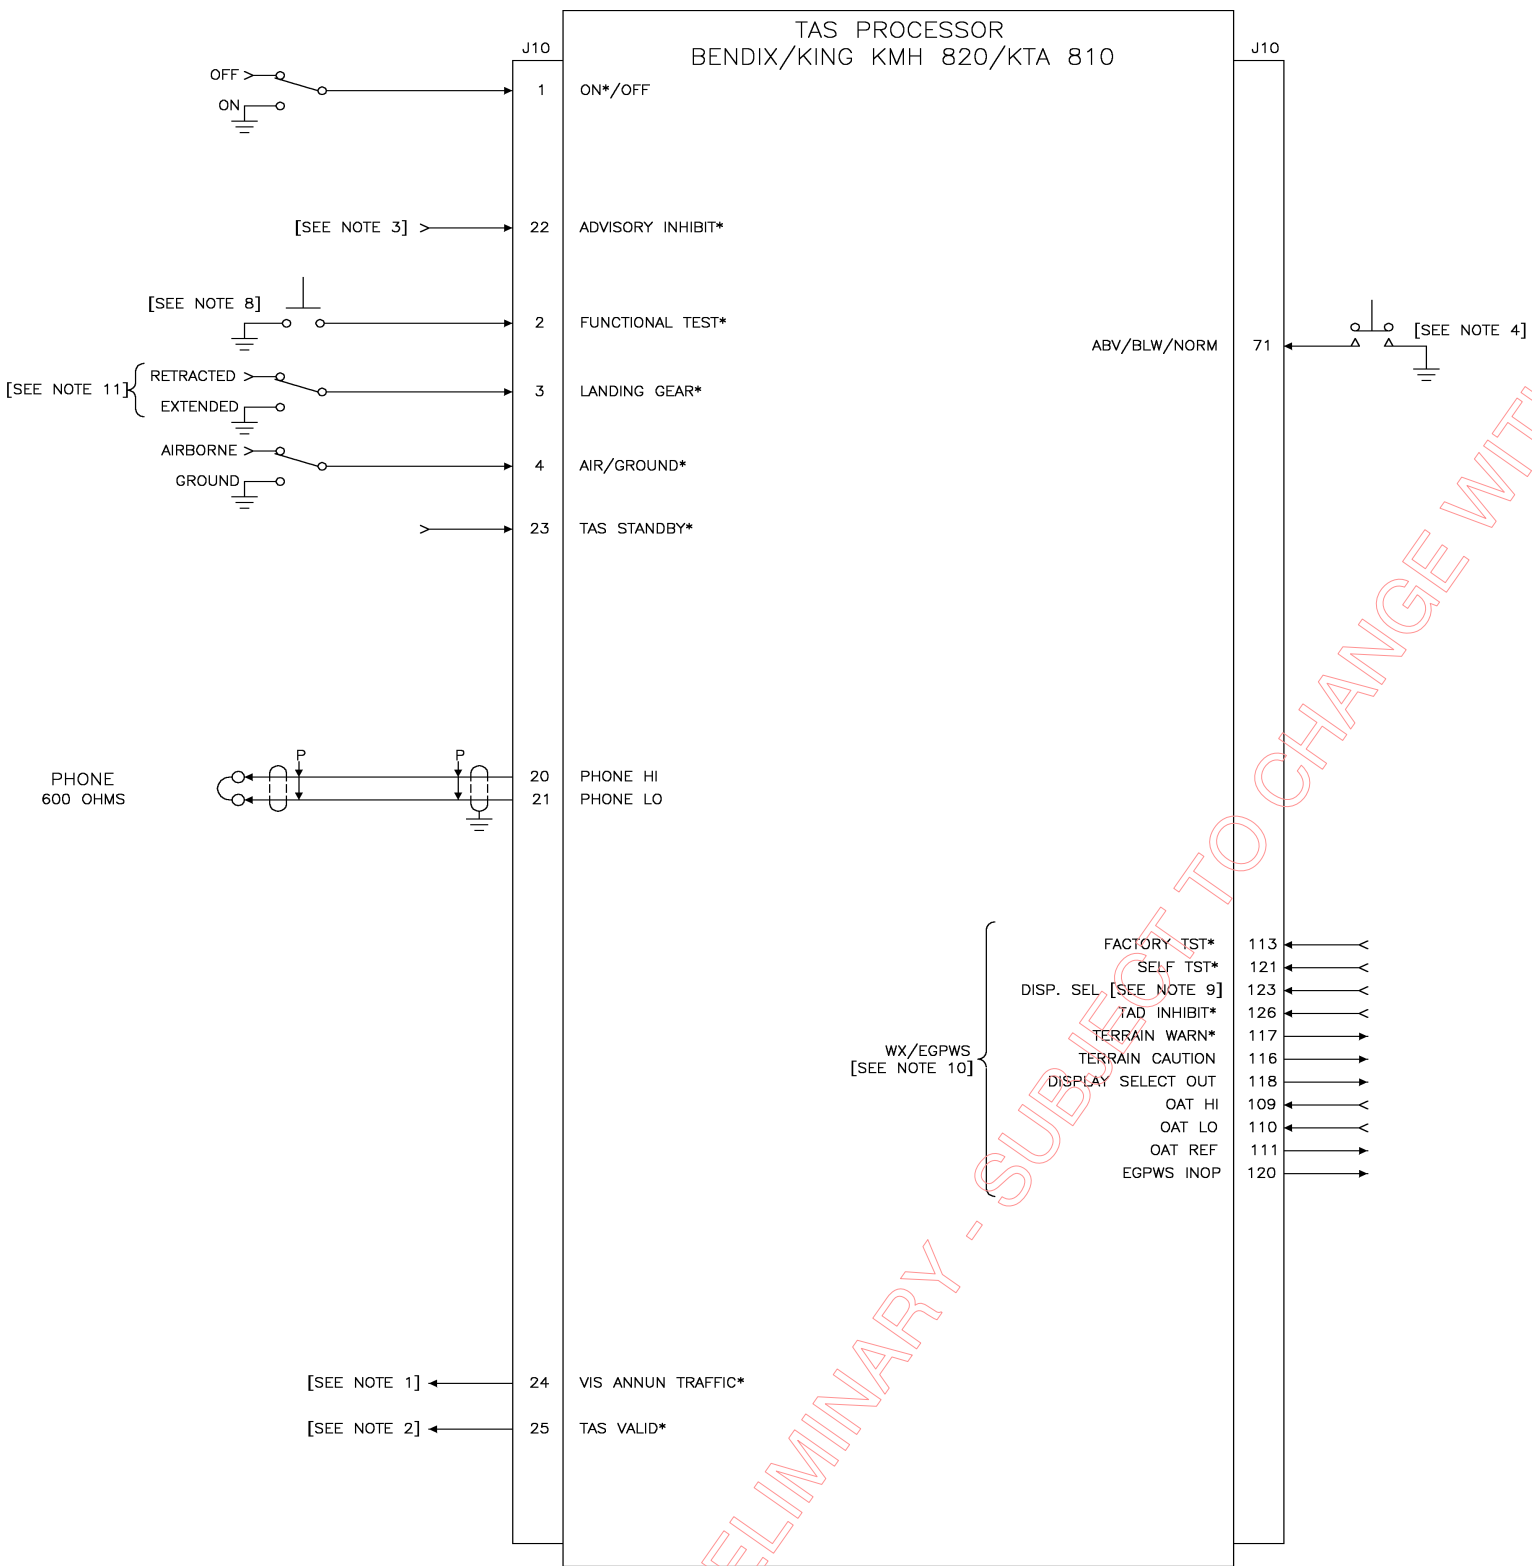 TAS PROCESSOR
BENDIX/KING KMH 820/KTA 810
J10
J10
OFF
ON
1 ON*/OFF
[SEE NOTE 3] 22 ADVISORY INHIBIT*
[SEE NOTE 8] 2 FUNCTIONAL TEST*
ABV/BLW/NORM 71 [SEE NOTE 4]
[SEE NOTE 11]
RETRACTED
EXTENDED
3 LANDING GEAR*
AIRBORNE
GROUND
4 AIR/GROUND*
23 TAS STANDBY*
P P
PHONE
600 OHMS
20 PHONE HI
21 PHONE LO
WX/EGPWS
[SEE NOTE 10]
FACTORY TST* 113
SELF TST* 121
DISP. SEL [SEE NOTE 9] 123
TAD INHIBIT* 126
TERRAIN WARN* 117
TERRAIN CAUTION 116
DISPLAY SELECT OUT 118
OAT HI 109
OAT LO 110
OAT REF 111
EGPWS INOP 120
[SEE NOTE 1] 24 VIS ANNUN TRAFFIC*
[SEE NOTE 2] 25 TAS VALID*
ELIMINARY - SUBJECT TO CHANGE WIT